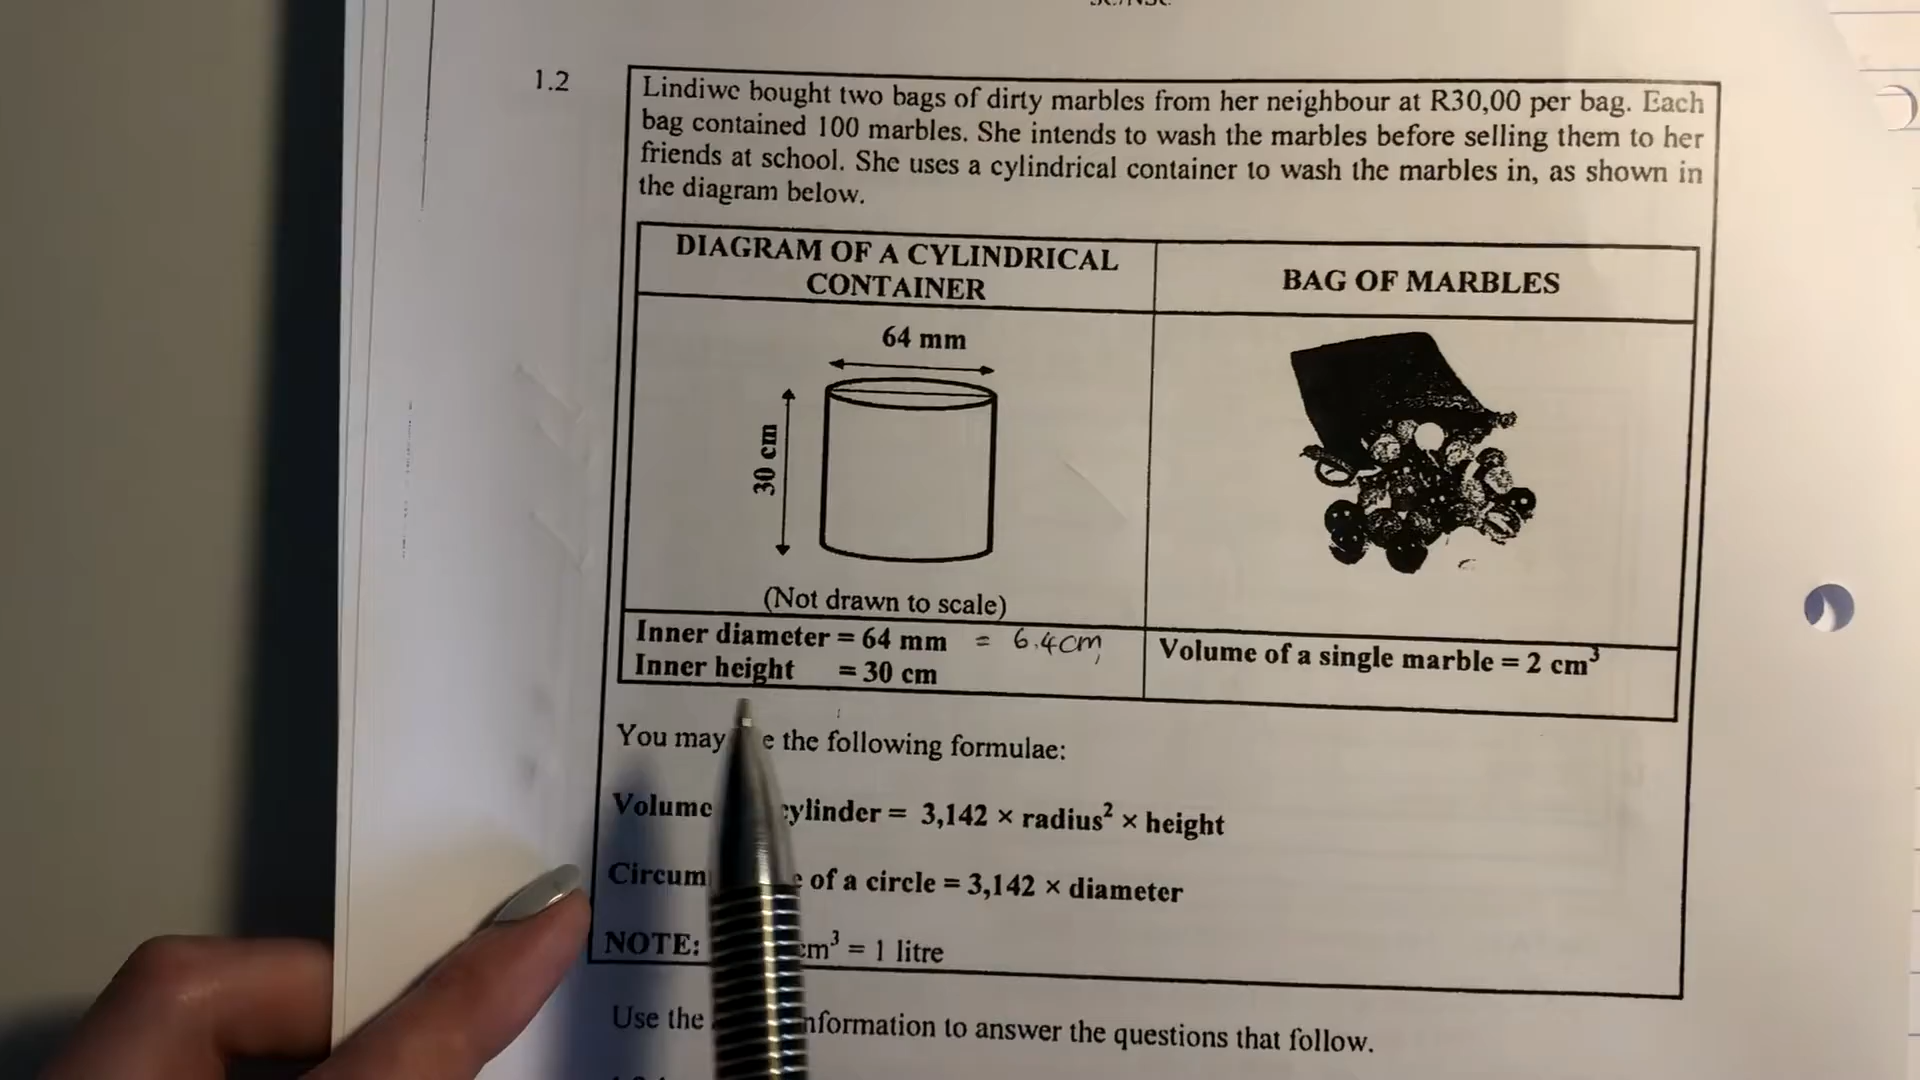 1.2
Lindiwe bought two bags of dirty marbles from her neighbour at R30,00 per bag. Each
bag contained 100 marbles. She intends to wash the marbles before selling them to her
friends at school. She uses a cylindrical container to wash the marbles in, as shown in
the diagram below.
DIAGRAM OF A CYLINDRICAL
CONTAINER
BAG OF MARBLES
64 mm
30 cm
(Not drawn to scale)
Inner diameter = 64 mm = 6.4cm
Inner height = 30 cm
Volume of a single marble = 2 cm³
You may the following formulae:
Volume cylinder = 3,142 × radius² × height
of a circle = 3,142 × diameter
NOTE: cm³ = 1 litre
Use the information to answer the questions that follow.